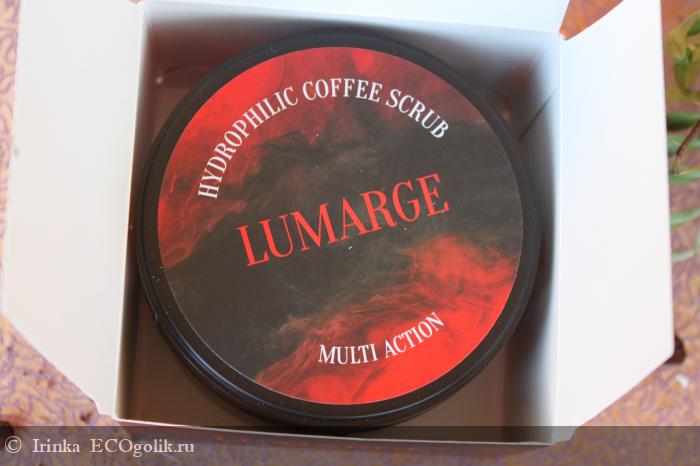 HYDROPHILIC COFFEE SCRUB
LUMARGE
MULTI ACTION
© Irinka ECOgolik.ru